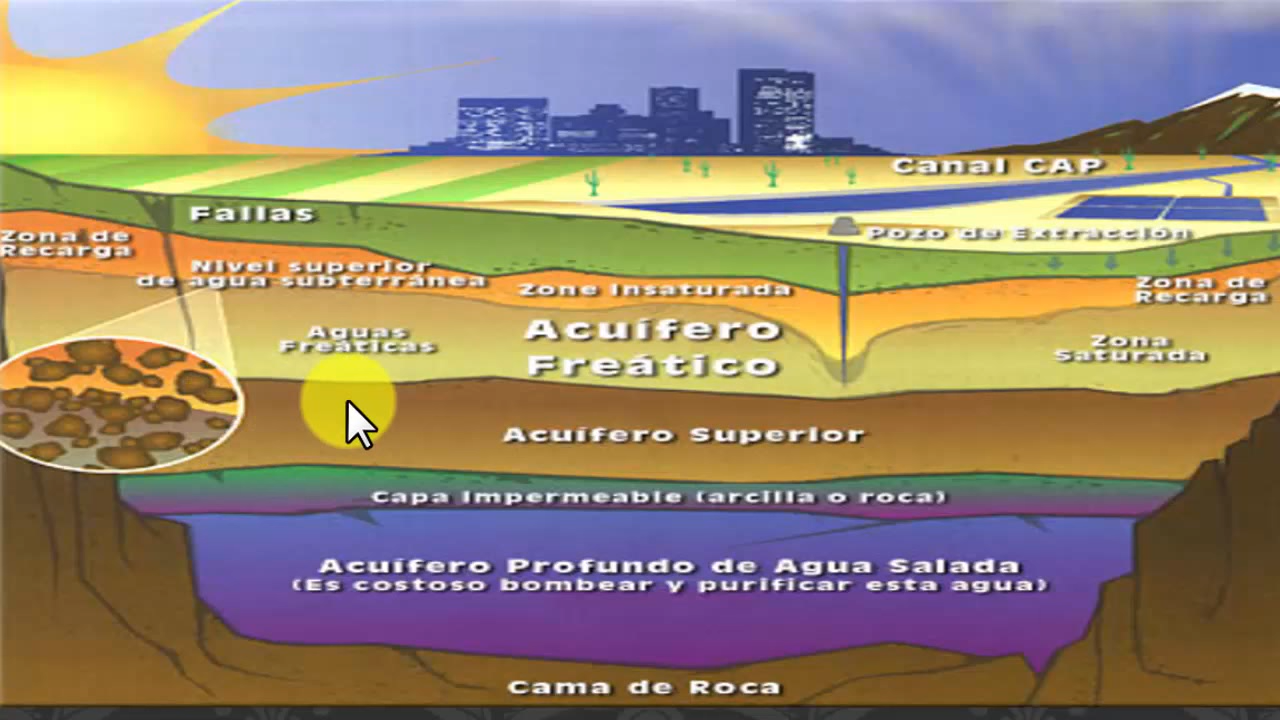 Canal CAP
Fallas
Pozo de Extracción
Zona de
Recarga
Nivel superior
de agua subterránea
Zone Insaturada
Zona de
Recarga
Aguas
Freáticas
Acuífero
Freático
Zona
Saturada
Acuífero Superior
Capa Impermeable (arcilla o roca)
Acuífero Profundo de Agua Salada
(Es costoso bombear y purificar esta agua)
Cama de Roca